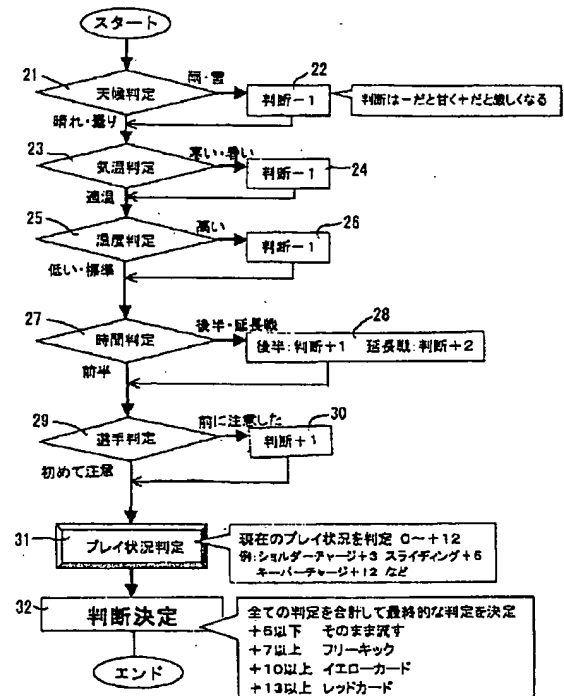 スタート
21
天候判定
雨・雪
22
判断－1
判断は－だと甘く＋だと厳しくなる
晴れ・曇り
23
気温判定
寒い・暑い
判断－1
24
適温
25
湿度判定
高い
26
判断－1
低い・標準
27
時間判定
後半・延長戦
28
後半：判断＋1　延長戦：判断＋2
前半
29
選手判定
前に注意した
30
判断＋1
初めて注意
31
プレイ状況判定
現在のプレイ状況を判定 0～＋12
例：ショルダーチャージ＋3 スライディング＋6
キーパーチャージ＋12 など
32
判断決定
全ての判定を合計して最終的な判定を決定
＋6以下　そのまま流す
＋7以上　フリーキック
＋10以上　イエローカード
＋13以上　レッドカード
エンド